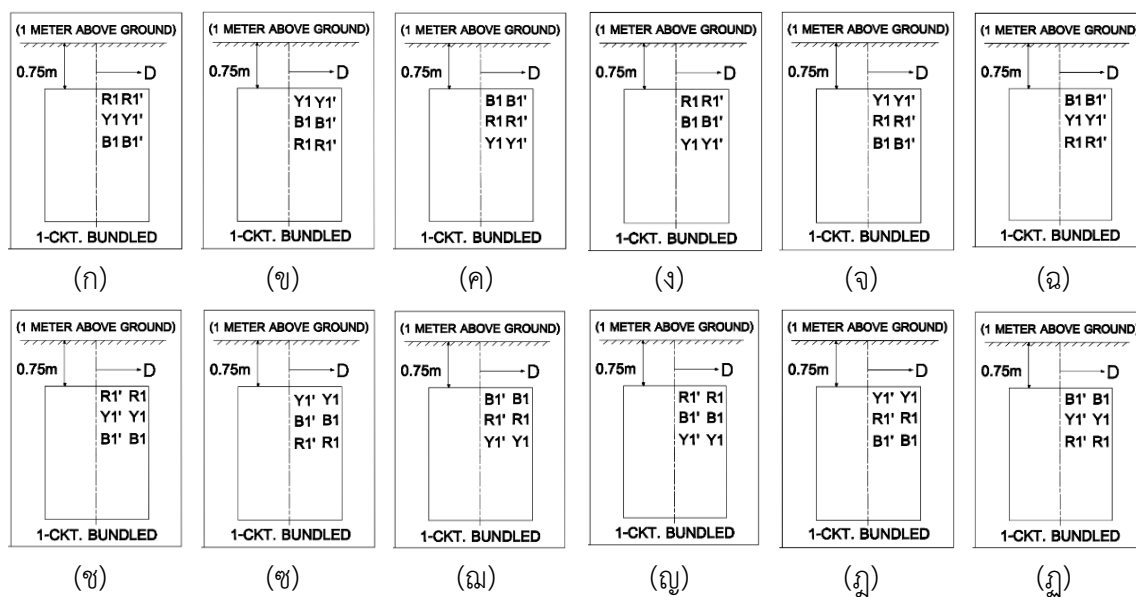 (1 METER ABOVE GROUND) (1 METER ABOVE GROUND) (1 METER ABOVE GROUND) (1 METER ABOVE GROUND) (1 METER ABOVE GROUND) (1 METER ABOVE GROUND)
0.75m D 0.75m D 0.75m D 0.75m D 0.75m D 0.75m D
R1 R1' Y1 Y1' B1 B1' R1 R1' Y1 Y1' B1 B1'
Y1 Y1' B1 B1' R1 R1' B1 B1' R1 R1' Y1 Y1'
B1 B1' R1 R1' Y1 Y1' Y1 Y1' B1 B1' R1 R1'
1-CKT. BUNDLED 1-CKT. BUNDLED 1-CKT. BUNDLED 1-CKT. BUNDLED 1-CKT. BUNDLED 1-CKT. BUNDLED
(ก) (ข) (ค) (ง) (จ) (ฉ)
(1 METER ABOVE GROUND) (1 METER ABOVE GROUND) (1 METER ABOVE GROUND) (1 METER ABOVE GROUND) (1 METER ABOVE GROUND) (1 METER ABOVE GROUND)
0.75m D 0.75m D 0.75m D 0.75m D 0.75m D 0.75m D
R1' R1 Y1' Y1 B1' B1 R1' R1 Y1' Y1 B1' B1
Y1' Y1 B1' B1 R1' R1 B1' B1 R1' R1 Y1' Y1
B1' B1 R1' R1 Y1' Y1 Y1' Y1 B1' B1 R1' R1
1-CKT. BUNDLED 1-CKT. BUNDLED 1-CKT. BUNDLED 1-CKT. BUNDLED 1-CKT. BUNDLED 1-CKT. BUNDLED
(ช) (ซ) (ฌ) (ญ) (ฎ) (ฏ)